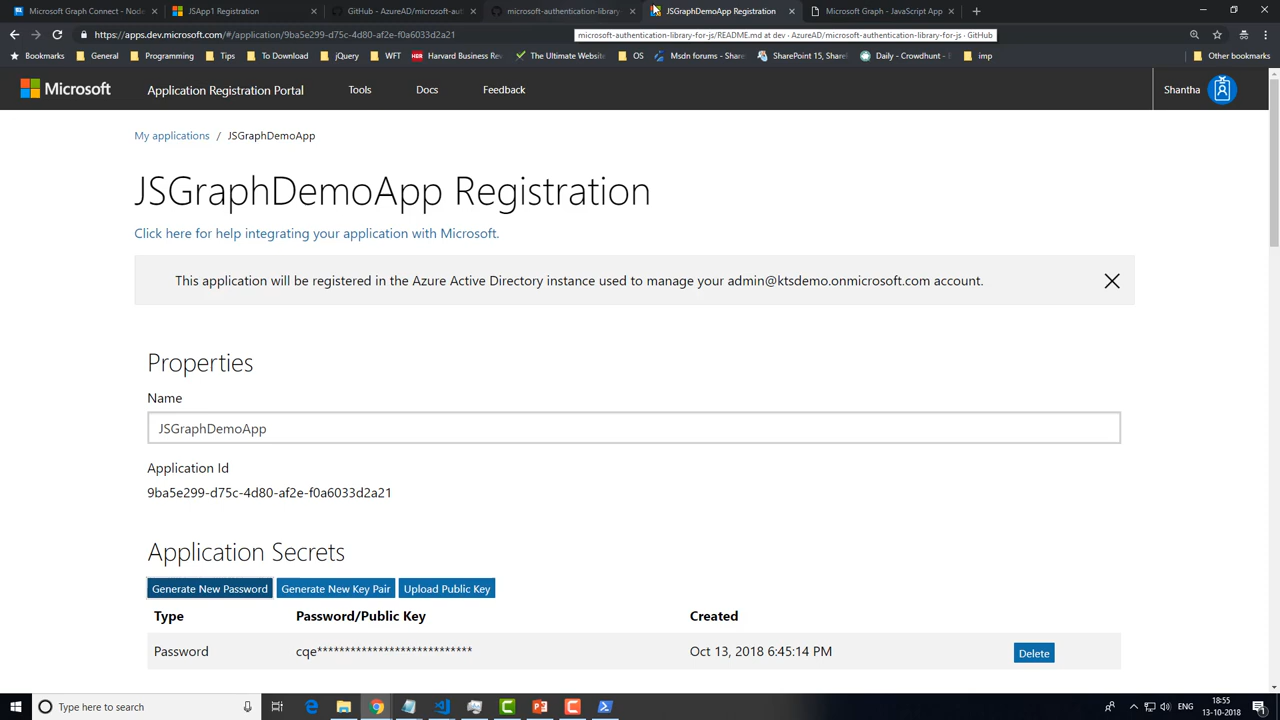 Microsoft Graph Connect - Node
JSApp1 Registration
GitHub - AzureAD/microsoft-au
microsoft-authentication-library-
JSGraphDemoApp Registration
Microsoft Graph - JavaScript App
https://apps.dev.microsoft.com/#/application/9ba5e299-d75c-4d80-af2e-f0a6033d2a21
microsoft-authentication-library-for-js/README.md at dev · AzureAD/microsoft-authentication-library-for-js · GitHub
Bookmarks
General
Programming
Tips
To Download
jQuery
WFT
HBR
Harvard Business Rev
The Ultimate Website
OS
Msdn forums - Share
SharePoint 15, Share
Daily - Crowdhunt -
imp
Other bookmarks
Microsoft
Application Registration Portal
Tools
Docs
Feedback
Shantha
My applications / JSGraphDemoApp
JSGraphDemoApp Registration
Click here for help integrating your application with Microsoft.
This application will be registered in the Azure Active Directory instance used to manage your admin@ktsdemo.onmicrosoft.com account.
Properties
Name
JSGraphDemoApp
Application Id
9ba5e299-d75c-4d80-af2e-f0a6033d2a21
Application Secrets
Generate New Password
Generate New Key Pair
Upload Public Key
Type Password/Public Key Created
Password cqe**************************** Oct 13, 2018 6:45:14 PM Delete
Type here to search
ENG
18:55
13-10-2018